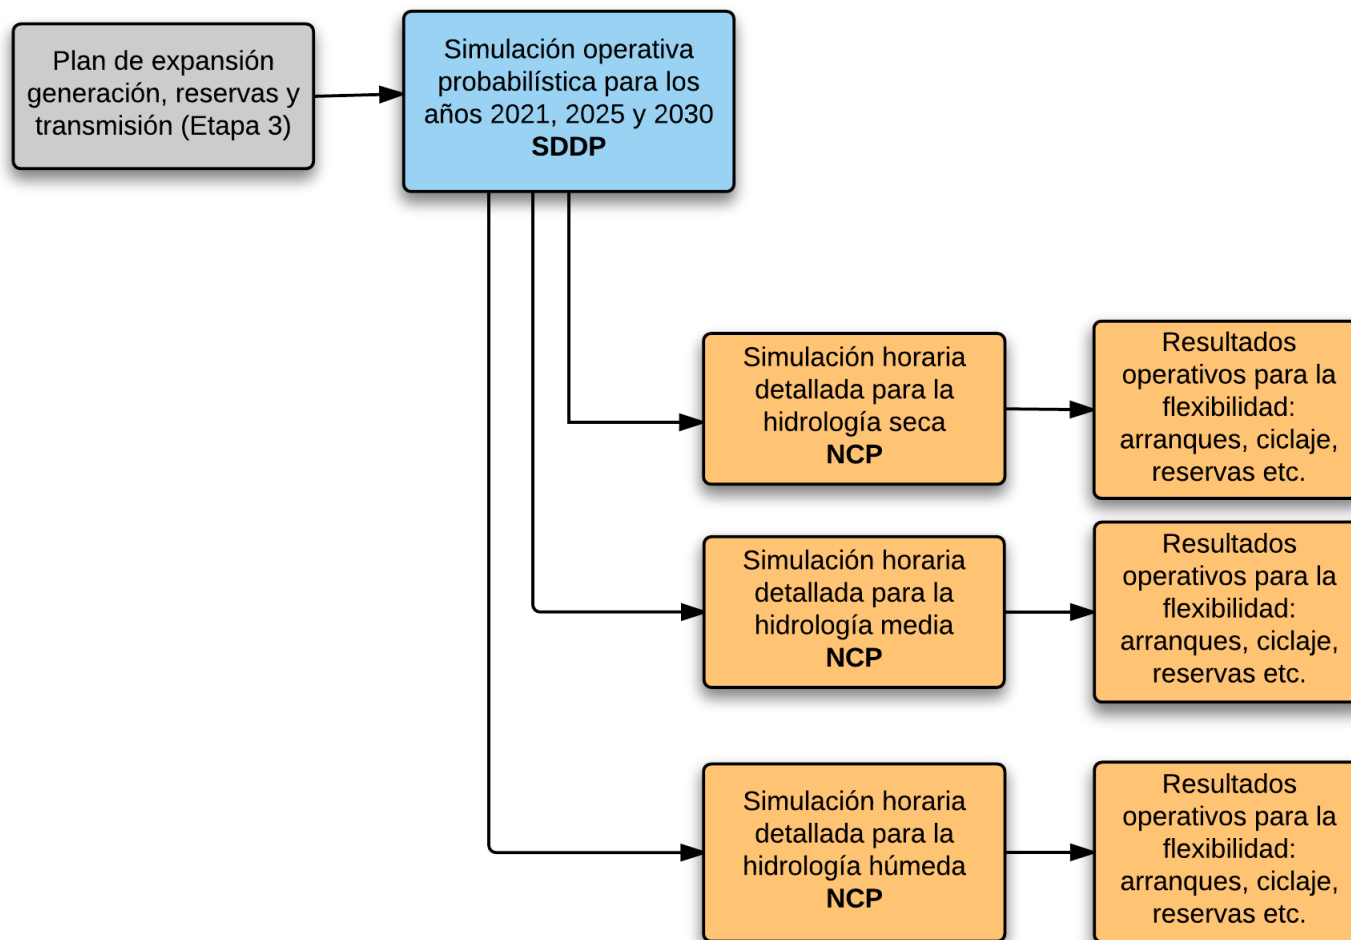 Plan de expansión
generación, reservas y
transmisión (Etapa 3)
Simulación operativa
probabilística para los
años 2021, 2025 y 2030
SDDP
Simulación horaria
detallada para la
hidrología seca
NCP
Resultados
operativos para la
flexibilidad:
arranques, ciclaje,
reservas etc.
Simulación horaria
detallada para la
hidrología media
NCP
Resultados
operativos para la
flexibilidad:
arranques, ciclaje,
reservas etc.
Simulación horaria
detallada para la
hidrología húmeda
NCP
Resultados
operativos para la
flexibilidad:
arranques, ciclaje,
reservas etc.